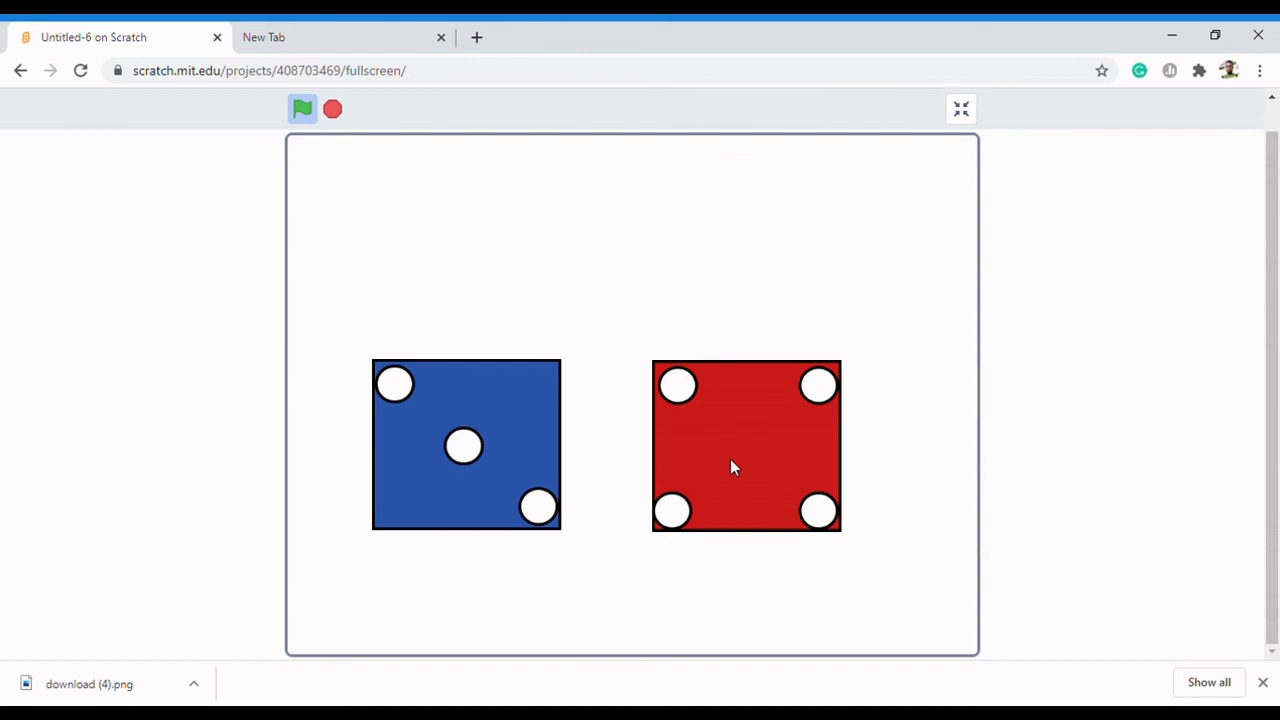 Untitled-6 on Scratch
New Tab
scratch.mit.edu/projects/408703469/fullscreen/
download (4).png
Show all